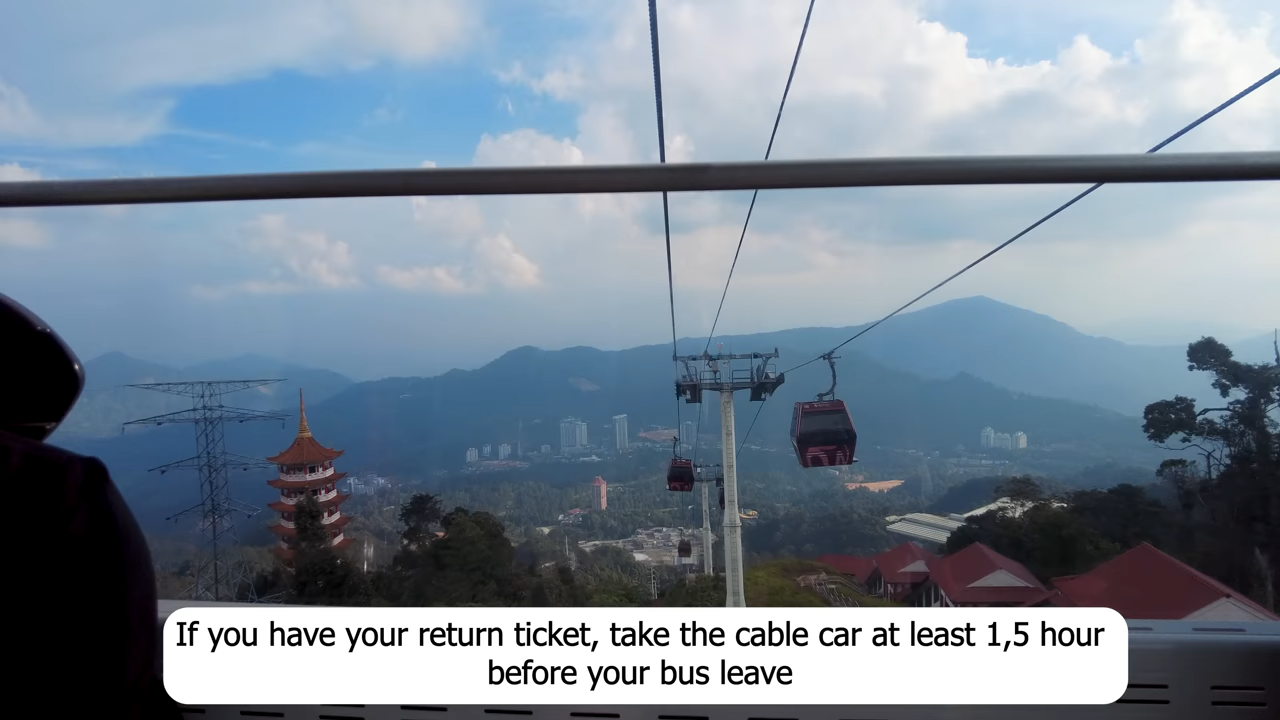 If you have your return ticket, take the cable car at least 1,5 hour
before your bus leave